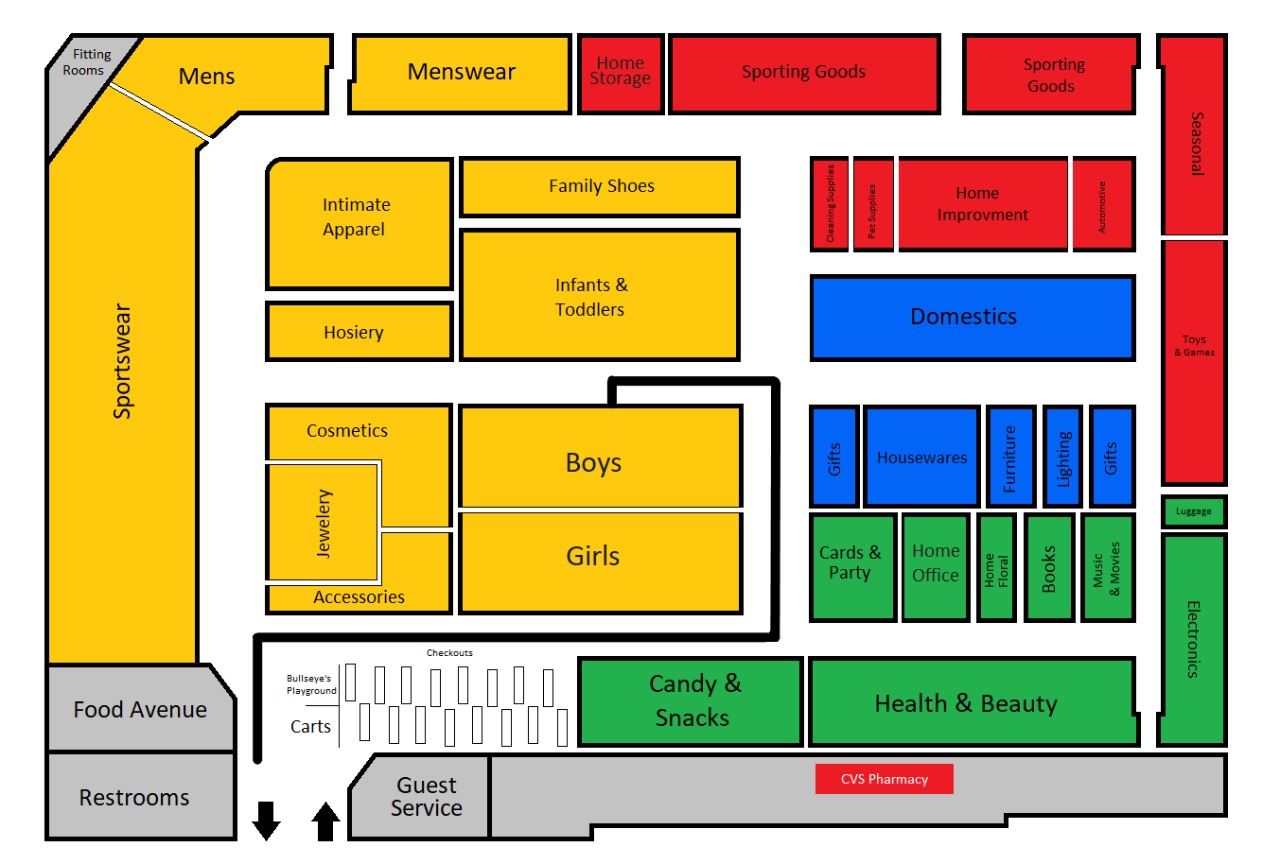 Fitting
Rooms
Mens
Menswear
Home
Storage
Sporting Goods
Sporting
Goods
Seasonal
Intimate
Apparel
Family Shoes
Cleaning Supplies
Pet Supplies
Home
Improvment
Automotive
Infants &
Toddlers
Hosiery
Domestics
Toys
& Games
Sportswear
Cosmetics
Boys
Gifts
Housewares
Furniture
Lighting
Gifts
Jewelery
Luggage
Girls
Cards &
Party
Home
Office
Home
Floral
Books
Music
& Movies
Accessories
Electronics
Checkouts
Bullseye's
Playground
Carts
Candy &
Snacks
Health & Beauty
Food Avenue
Restrooms
Guest
Service
CVS Pharmacy